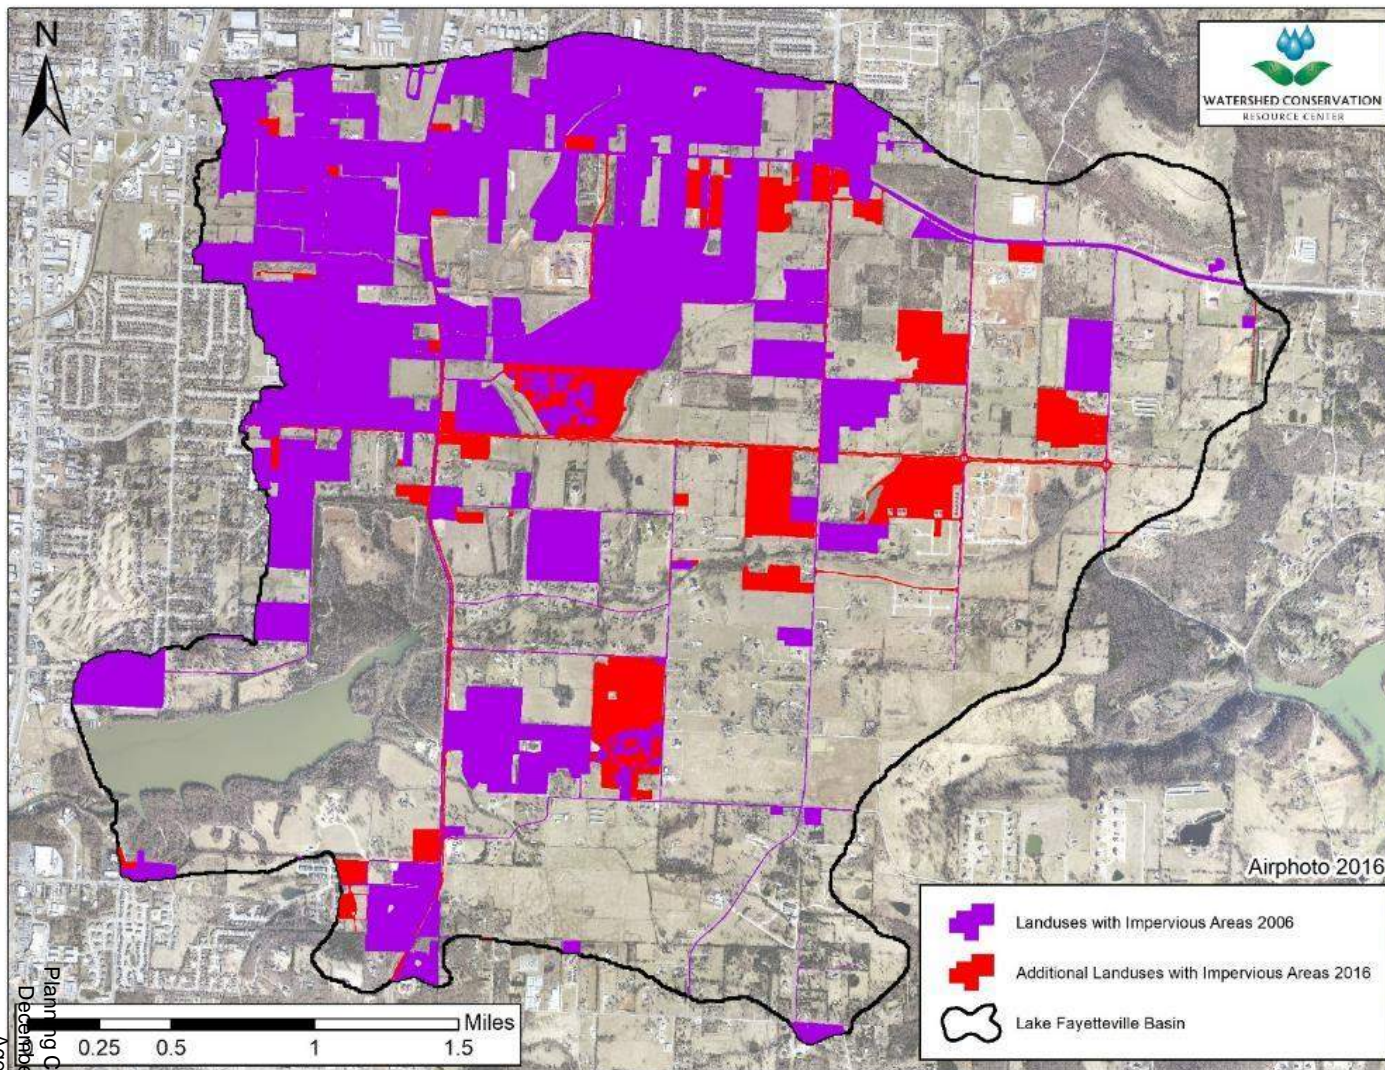 N
WATERSHED CONSERVATION
RESOURCE CENTER
Airphoto 2016
Landuses with Impervious Areas 2006
Additional Landuses with Impervious Areas 2016
Lake Fayetteville Basin
Miles
0.25 0.5 1 1.5